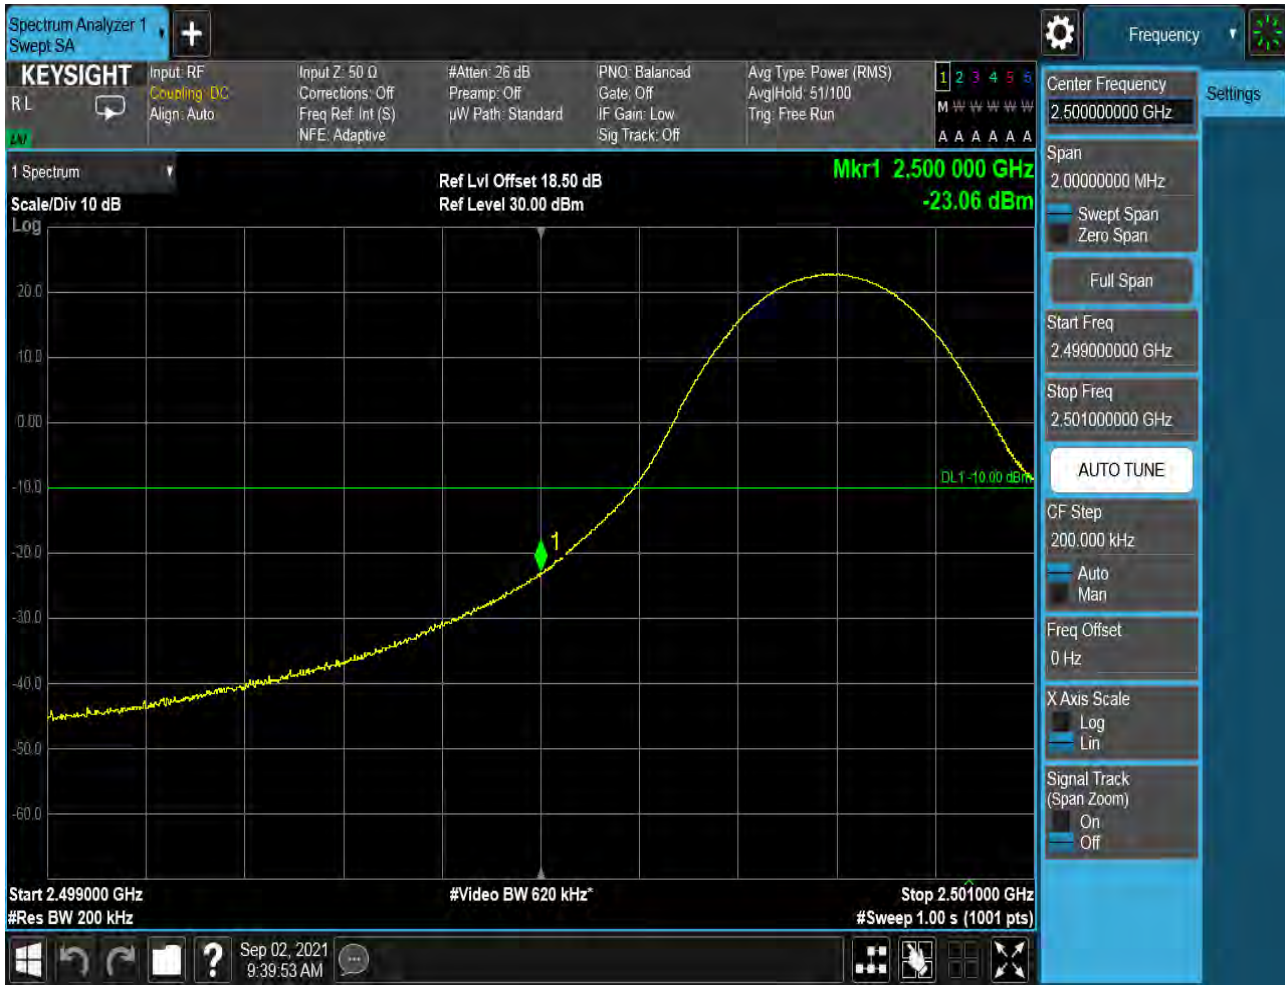 Spectrum Analyzer 1
Swept SA
+
Frequency
KEYSIGHT
R L
Input: RF
Coupling: DC
Align: Auto
Input Z: 50 Ω
Corrections: Off
Freq Ref: Int (S)
NFE: Adaptive
#Atten: 26 dB
Preamp: Off
µW Path: Standard
PNO: Balanced
Gate: Off
IF Gain: Low
Sig Track: Off
Avg Type: Power (RMS)
Avg|Hold: 51/100
Trig: Free Run
1 2 3 4 5 6
M W W W W W
A A A A A A
1 Spectrum
Scale/Div 10 dB
Log
Ref Lvl Offset 18.50 dB
Ref Level 30.00 dBm
Mkr1 2.500 000 GHz
-23.06 dBm
20.0
10.0
0.00
-10.0
-20.0
-30.0
-40.0
-50.0
-60.0
DL1 -10.00 dBm
1
Start 2.499000 GHz
#Res BW 200 kHz
#Video BW 620 kHz*
Stop 2.501000 GHz
#Sweep 1.00 s (1001 pts)
Center Frequency
2.500000000 GHz
Settings
Span
2.00000000 MHz
Swept Span
Zero Span
Full Span
Start Freq
2.499000000 GHz
Stop Freq
2.501000000 GHz
AUTO TUNE
CF Step
200.000 kHz
Auto
Man
Freq Offset
0 Hz
X Axis Scale
Log
Lin
Signal Track
(Span Zoom)
On
Off
?
Sep 02, 2021
9:39:53 AM